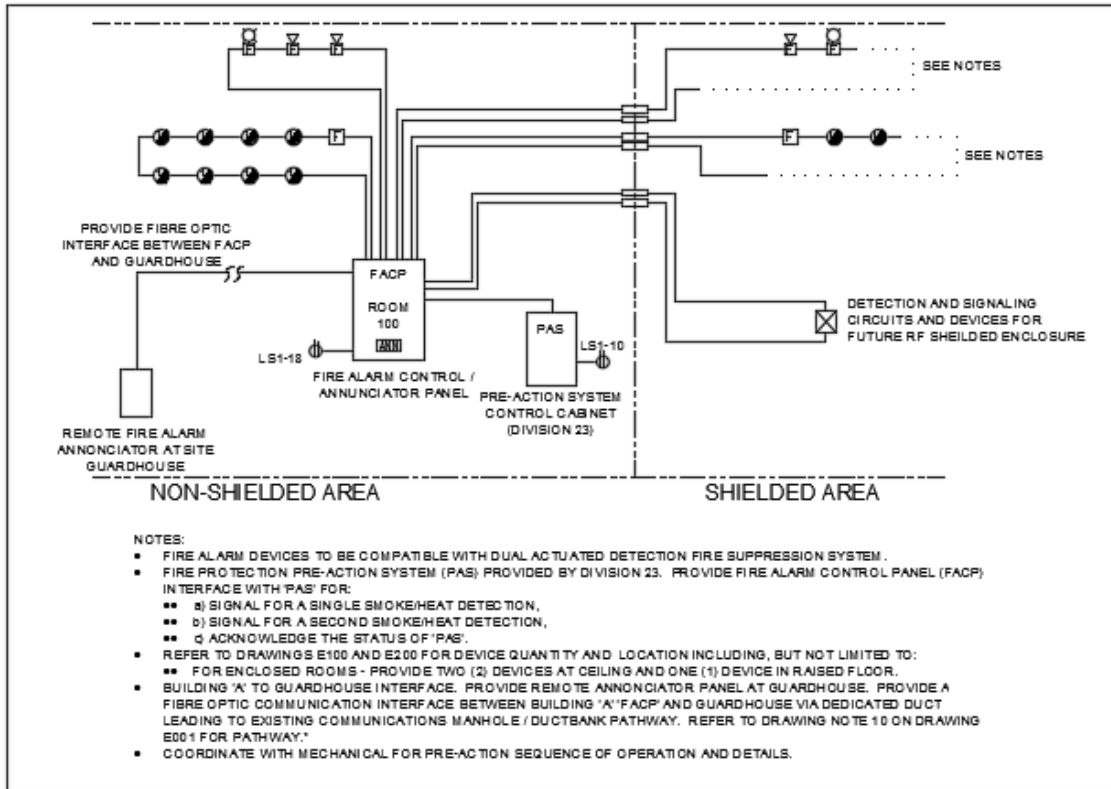 F
F
F
F
F
SEE NOTES
F
F
SEE NOTES
PROVIDE FIBRE OPTIC
INTERFACE BETWEEN FACP
AND GUARDHOUSE
FACP
ROOM
100
ANN
LS1-18
PAS
LS1-10
DETECTION AND SIGNALING
CIRCUITS AND DEVICES FOR
FUTURE RF SHEILDED ENCLOSURE
FIRE ALARM CONTROL /
ANNUNCIATOR PANEL
PRE-ACTION SYSTEM
CONTROL CABINET
(DIVISION 23)
REMOTE FIRE ALARM
ANNONCIATOR AT SITE
GUARDHOUSE
NON-SHIELDED AREA
SHIELDED AREA
NOTES:
• FIRE ALARM DEVICES TO BE COMPATIBLE WITH DUAL ACTUATED DETECTION FIRE SUPPRESSION SYSTEM.
• FIRE PROTECTION PRE-ACTION SYSTEM (PAS) PROVIDED BY DIVISION 23. PROVIDE FIRE ALARM CONTROL PANEL (FACP)
INTERFACE WITH 'PAS' FOR:
•• a) SIGNAL FOR A SINGLE SMOKE/HEAT DETECTION,
•• b) SIGNAL FOR A SECOND SMOKE/HEAT DETECTION,
•• c) ACKNOWLEDGE THE STATUS OF 'PAS'.
• REFER TO DRAWINGS E100 AND E200 FOR DEVICE QUANTITY AND LOCATION INCLUDING, BUT NOT LIMITED TO:
•• FOR ENCLOSED ROOMS - PROVIDE TWO (2) DEVICES AT CEILING AND ONE (1) DEVICE IN RAISED FLOOR.
• BUILDING 'A' TO GUARDHOUSE INTERFACE. PROVIDE REMOTE ANNONCIATOR PANEL AT GUARDHOUSE. PROVIDE A
FIBRE OPTIC COMMUNICATION INTERFACE BETWEEN BUILDING 'A' 'FACP' AND GUARDHOUSE VIA DEDICATED DUCT
LEADING TO EXISTING COMMUNICATIONS MANHOLE / DUCTBANK PATHWAY. REFER TO DRAWING NOTE 10 ON DRAWING
E001 FOR PATHWAY.*
• COORDINATE WITH MECHANICAL FOR PRE-ACTION SEQUENCE OF OPERATION AND DETAILS.